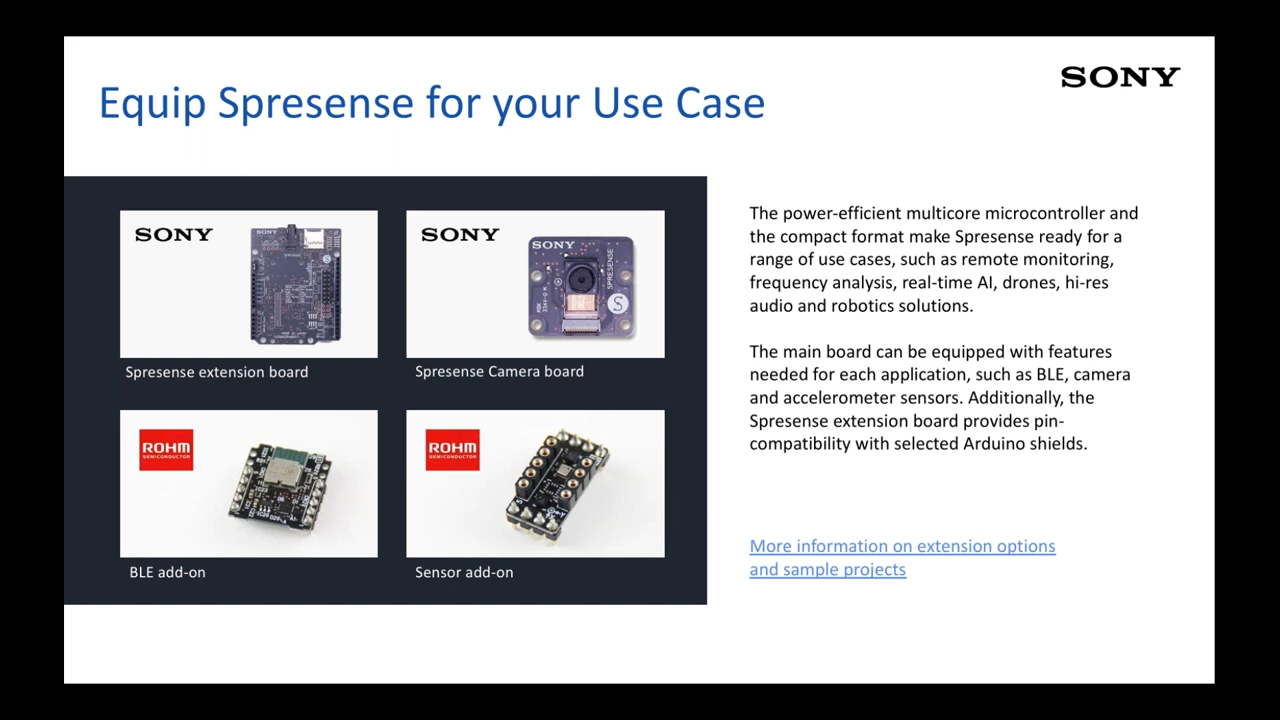 SONY
Equip Spresense for your Use Case
SONY
SONY
SONY
SONY
SPRESENSE
Spresense extension board
Spresense Camera board
ROHM
SEMICONDUCTOR
ROHM
SEMICONDUCTOR
BLE add-on
Sensor add-on
The power-efficient multicore microcontroller and
the compact format make Spresense ready for a
range of use cases, such as remote monitoring,
frequency analysis, real-time AI, drones, hi-res
audio and robotics solutions.
The main board can be equipped with features
needed for each application, such as BLE, camera
and accelerometer sensors. Additionally, the
Spresense extension board provides pin-
compatibility with selected Arduino shields.
More information on extension options
and sample projects